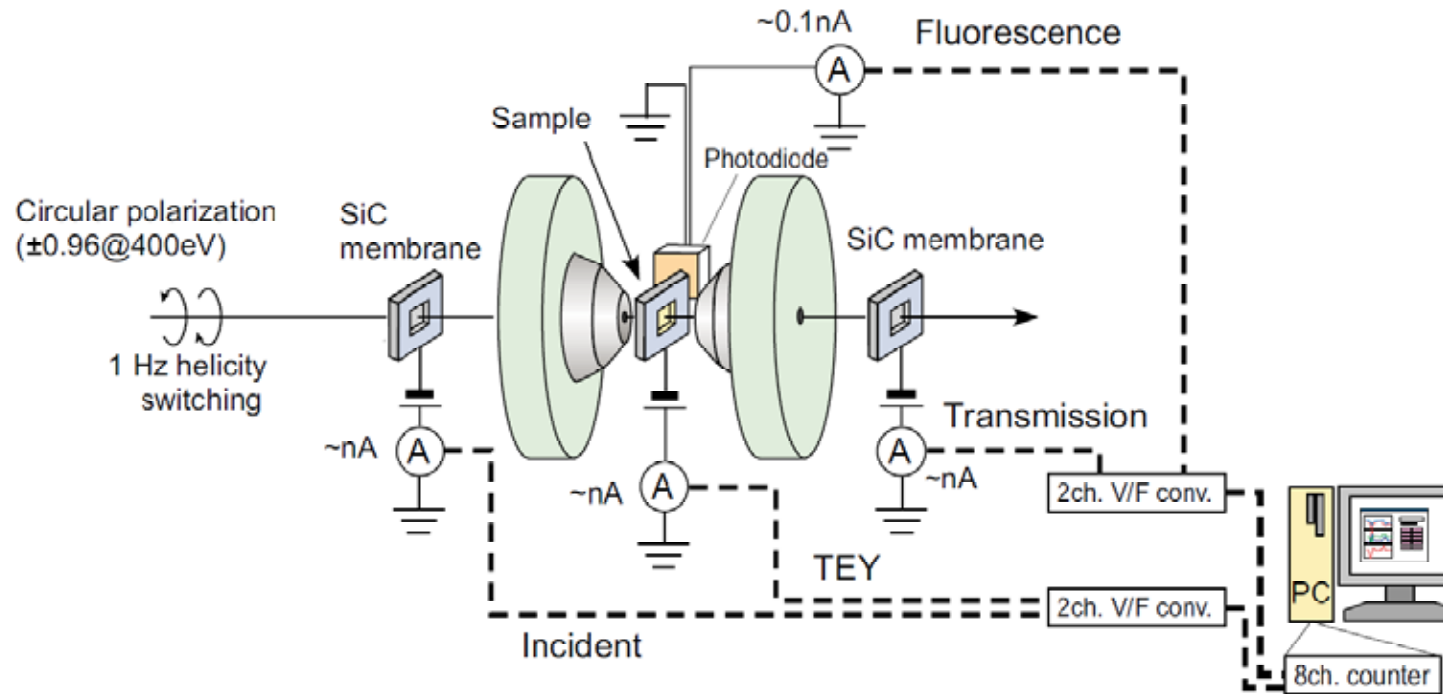 ~0.1nA
Fluorescence
A
Sample
Photodiode
Circular polarization
(±0.96@400eV)
SiC
membrane
SiC membrane
1 Hz helicity
switching
Transmission
~nA
A
~nA
A
A
~nA
2ch. V/F conv.
TEY
PC
2ch. V/F conv.
Incident
8ch. counter